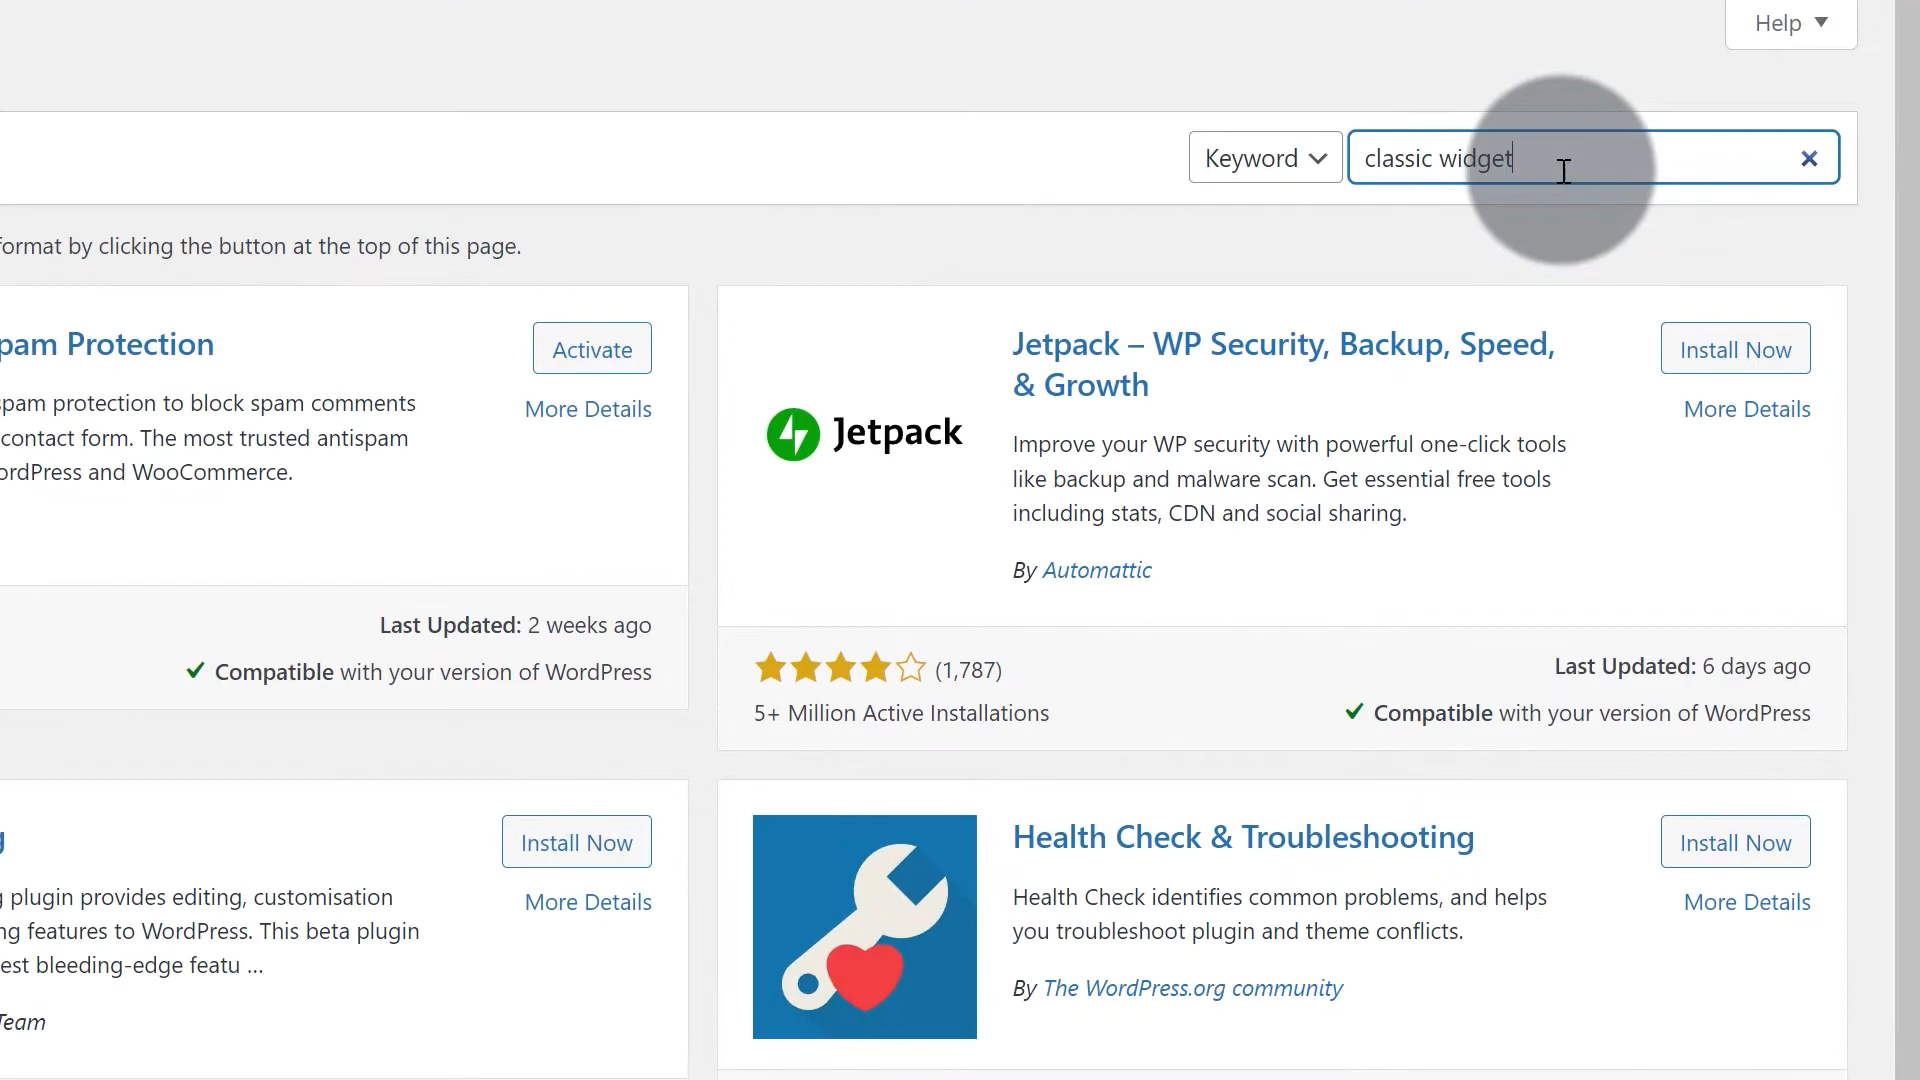 Help
Keyword
classic widget
format by clicking the button at the top of this page.
pam Protection
Activate
More Details
spam protection to block spam comments
contact form. The most trusted antispam
ordPress and WooCommerce.
Last Updated: 2 weeks ago
Compatible with your version of WordPress
Jetpack
Jetpack – WP Security, Backup, Speed,
& Growth
Install Now
More Details
Improve your WP security with powerful one-click tools
like backup and malware scan. Get essential free tools
including stats, CDN and social sharing.
By Automattic
(1,787)
Last Updated: 6 days ago
5+ Million Active Installations
Compatible with your version of WordPress
g
Install Now
More Details
g plugin provides editing, customisation
ng features to WordPress. This beta plugin
est bleeding-edge featu ...
Team
Health Check & Troubleshooting
Install Now
More Details
Health Check identifies common problems, and helps
you troubleshoot plugin and theme conflicts.
By The WordPress.org community